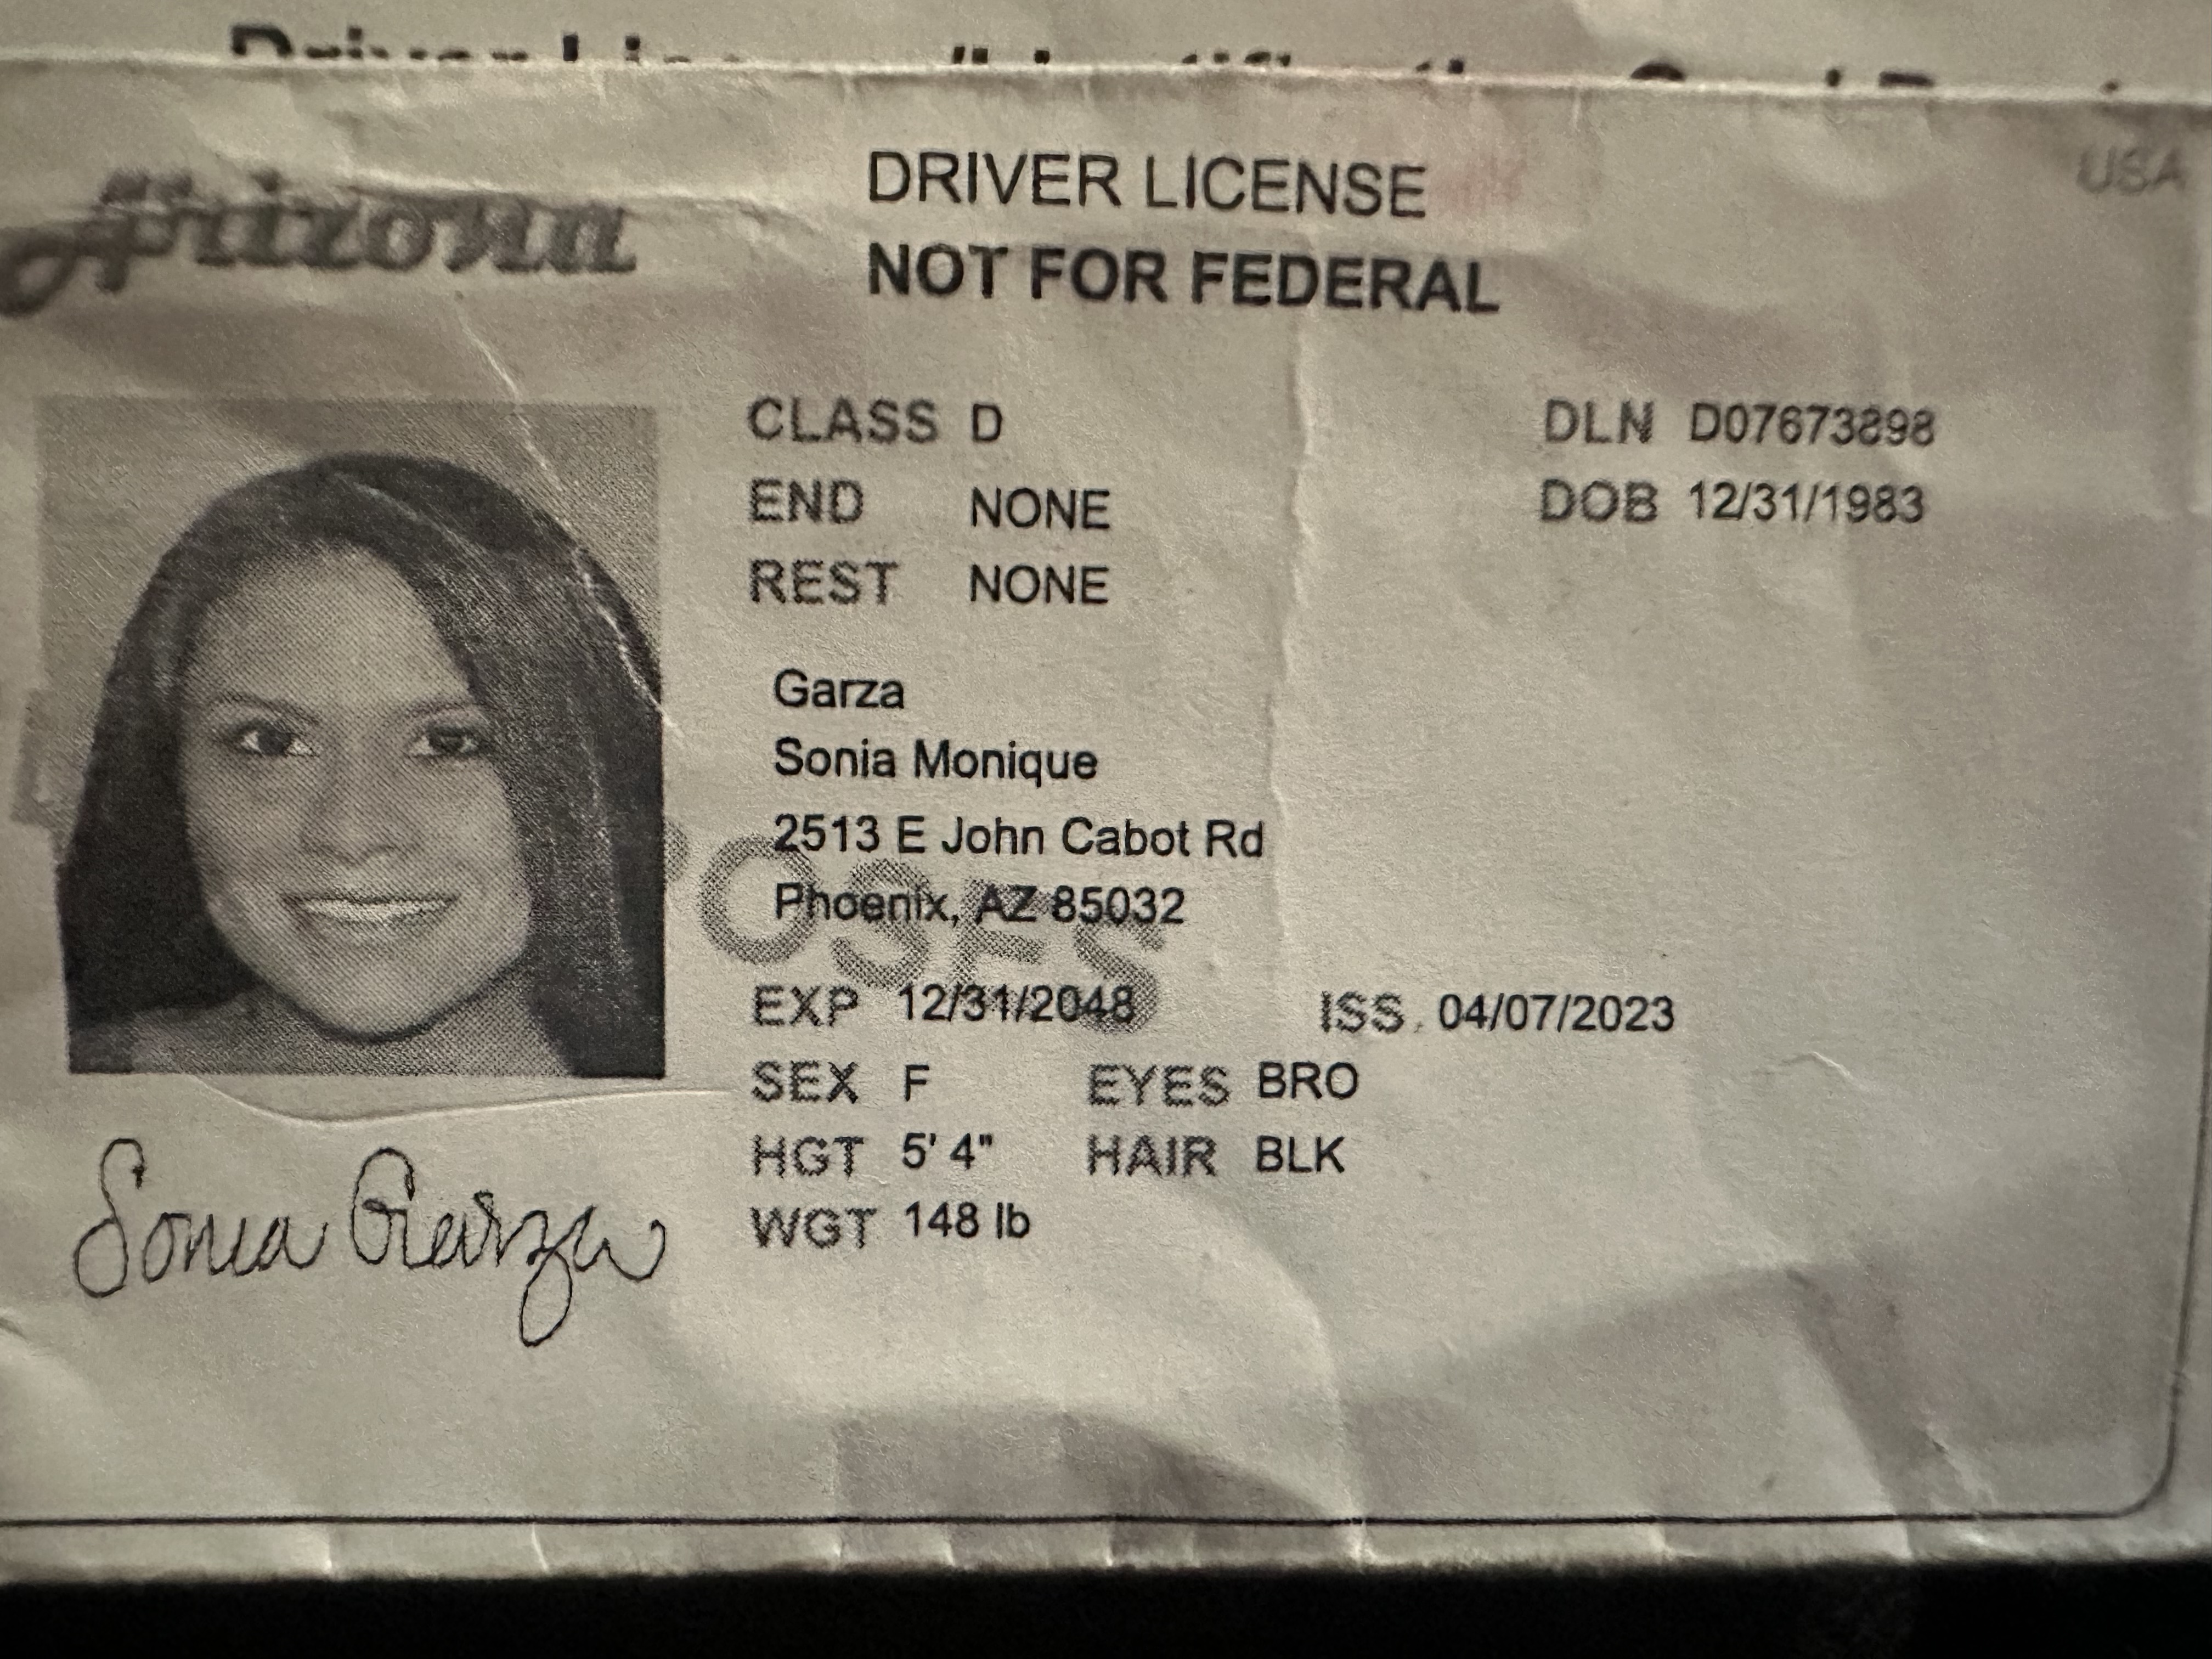 Arizona
DRIVER LICENSE
USA
NOT FOR FEDERAL
CLASS D
DLN D07673898
END NONE
DOB 12/31/1983
REST NONE
Garza
Sonia Monique
2513 E John Cabot Rd
Phoenix, AZ 85032
EXP 12/31/2048 ISS 04/07/2023
SEX F EYES BRO
HGT 5' 4" HAIR BLK
WGT 148 lb
Sonia Garza